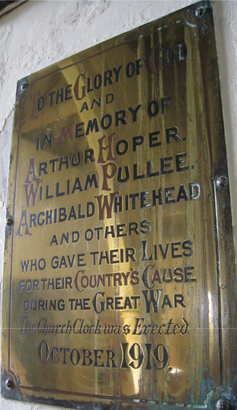 TO THE GLORY OF GOD
AND
IN MEMORY OF
ARTHUR HOPER.
WILLIAM PULLEE.
ARCHIBALD WHITEHEAD
AND OTHERS
WHO GAVE THEIR LIVES
FOR THEIR COUNTRY'S CAUSE
DURING THE GREAT WAR
The Church Clock was Erected
OCTOBER 1919.